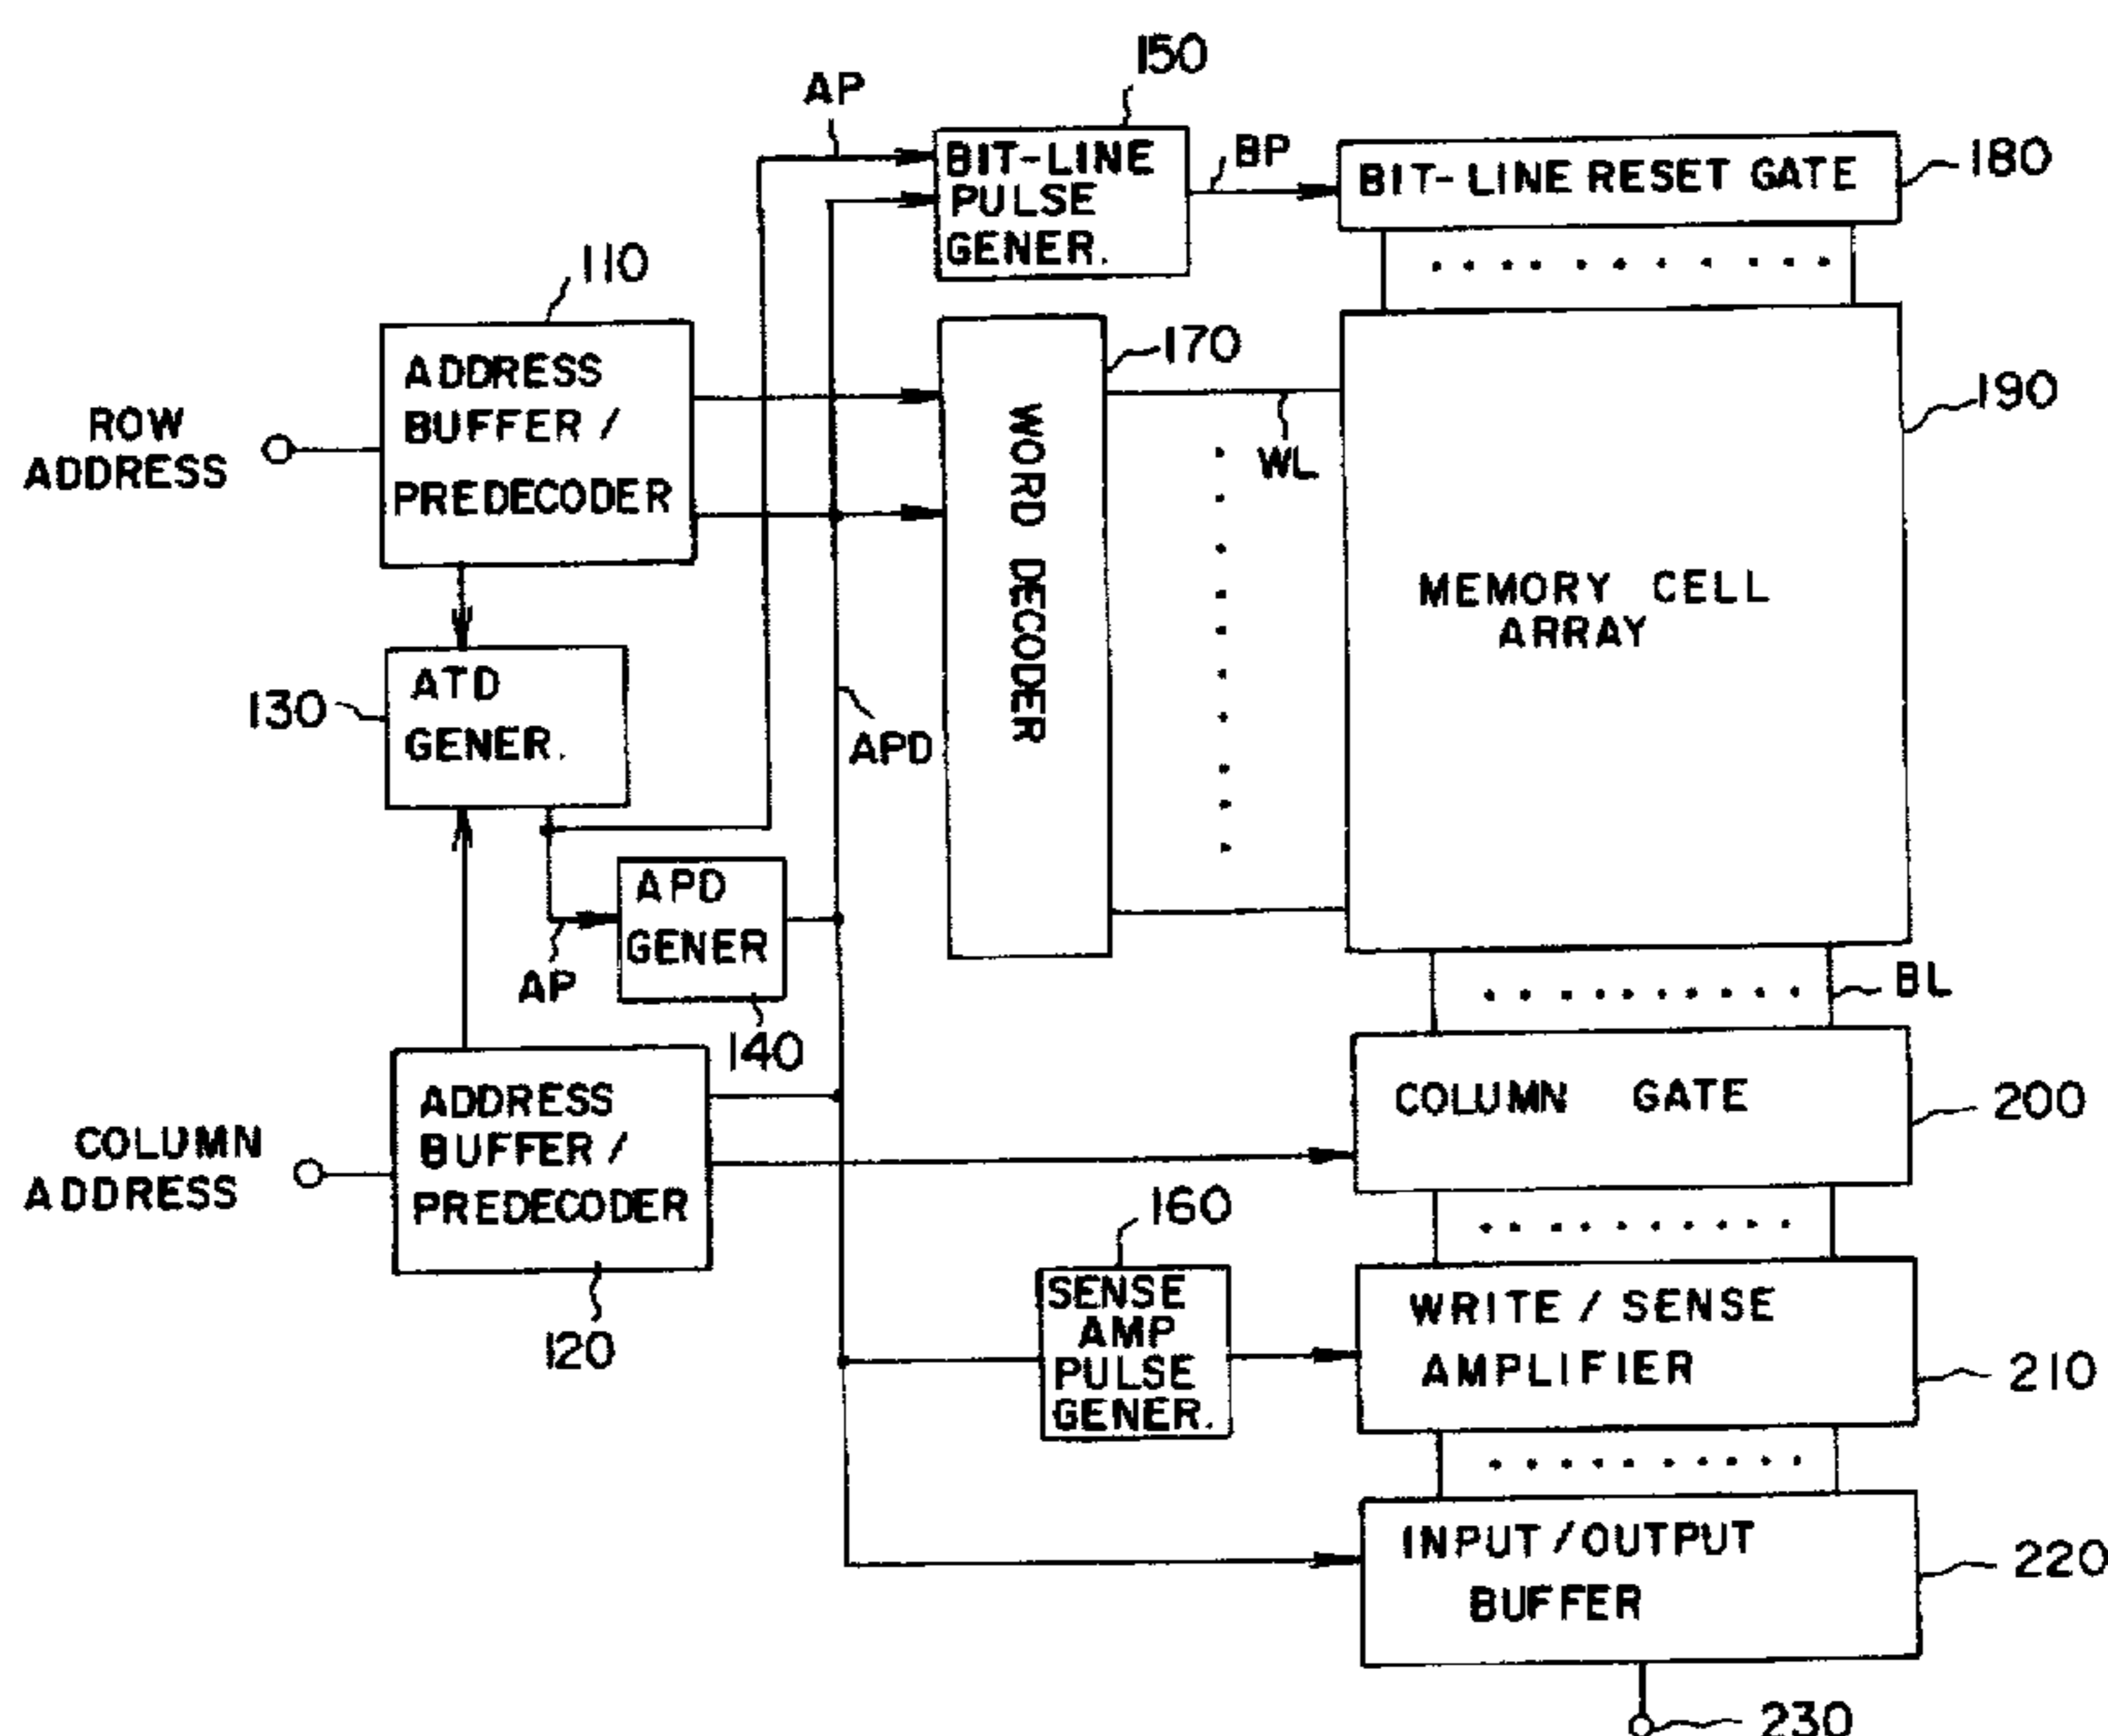 150
AP
BIT-LINE
PULSE
GENER.
BP
BIT-LINE RESET GATE
180
110
ADDRESS
BUFFER /
PREDECODER
ROW
ADDRESS
170
WORD DECODER
WL
190
MEMORY CELL
ARRAY
130
ATD
GENER.
APD
APD
GENER
AP
140
BL
ADDRESS
BUFFER /
PREDECODER
COLUMN
ADDRESS
120
COLUMN GATE
200
160
SENSE
AMP
PULSE
GENER.
WRITE / SENSE
AMPLIFIER
210
INPUT / OUTPUT
BUFFER
220
230